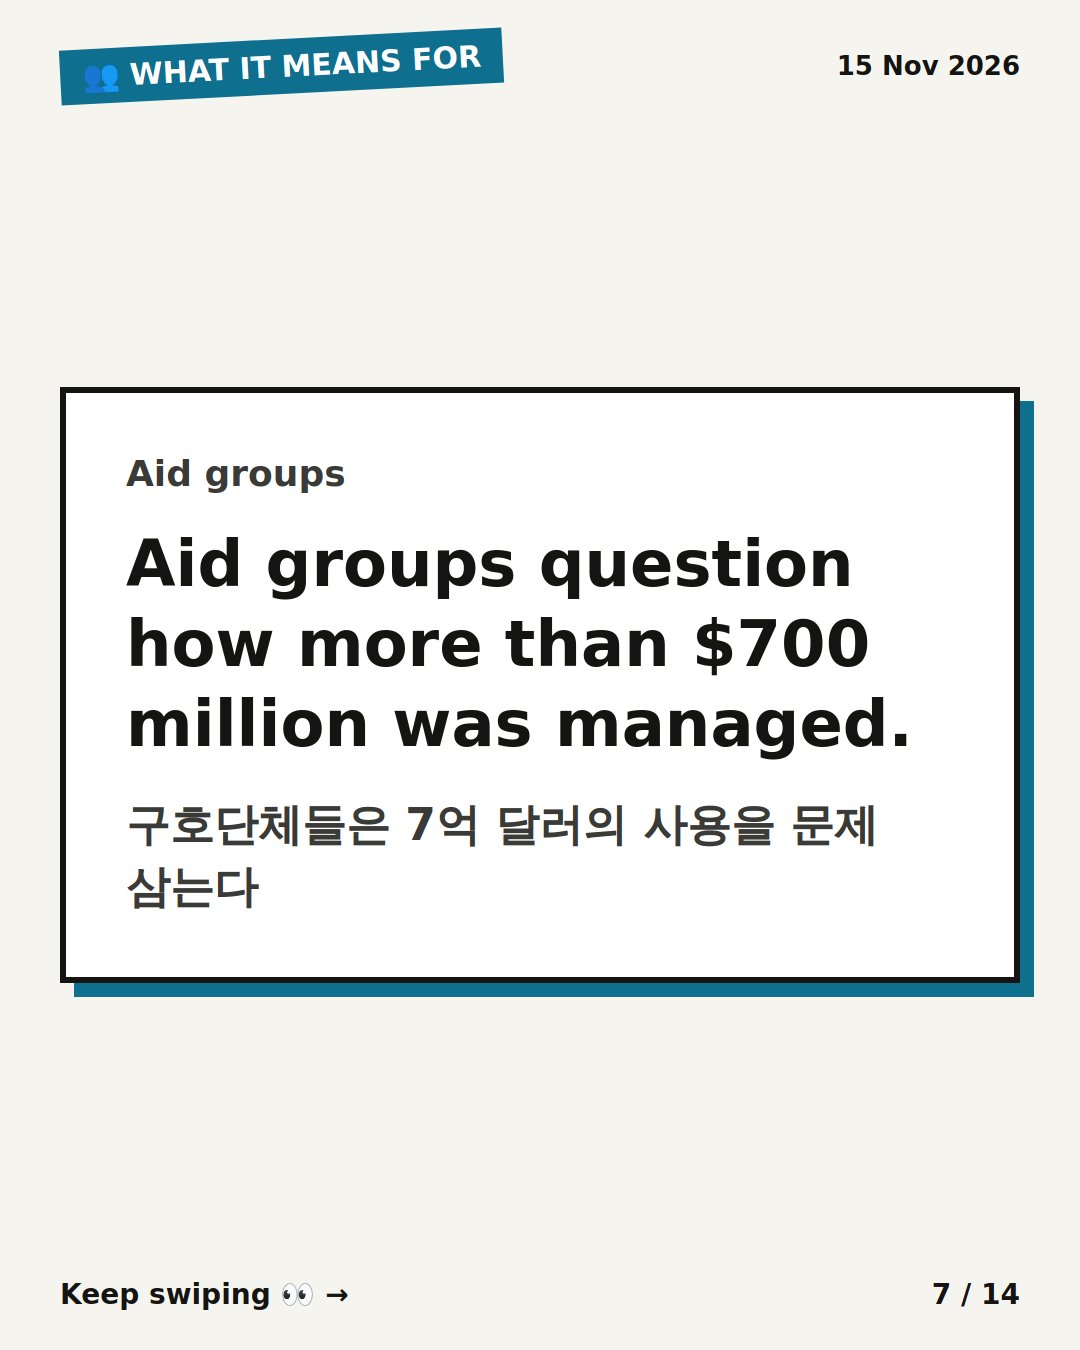 👥 WHAT IT MEANS FOR
15 Nov 2026
Aid groups
Aid groups question
how more than $700
million was managed.
구호단체들은 7억 달러의 사용을 문제
삼는다
Keep swiping 👀 →
7 / 14